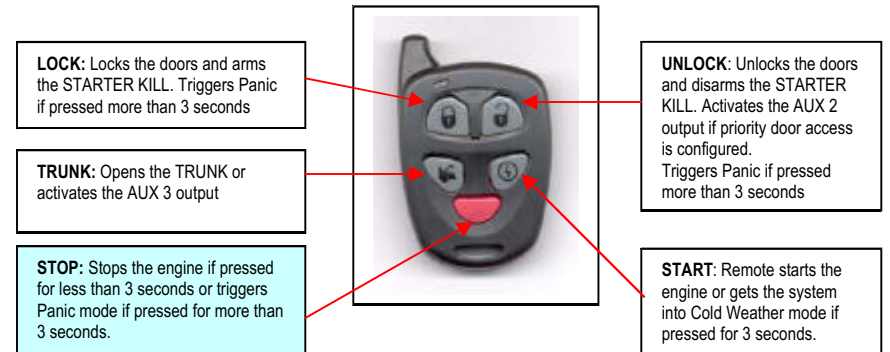 LOCK: Locks the doors and arms
the STARTER KILL. Triggers Panic
if pressed more than 3 seconds
TRUNK: Opens the TRUNK or
activates the AUX 3 output
STOP: Stops the engine if pressed
for less than 3 seconds or triggers
Panic mode if pressed for more than
3 seconds.
UNLOCK: Unlocks the doors
and disarms the STARTER
KILL. Activates the AUX 2
output if priority door access
is configured.
Triggers Panic if pressed
more than 3 seconds
START: Remote starts the
engine or gets the system
into Cold Weather mode if
pressed for 3 seconds.